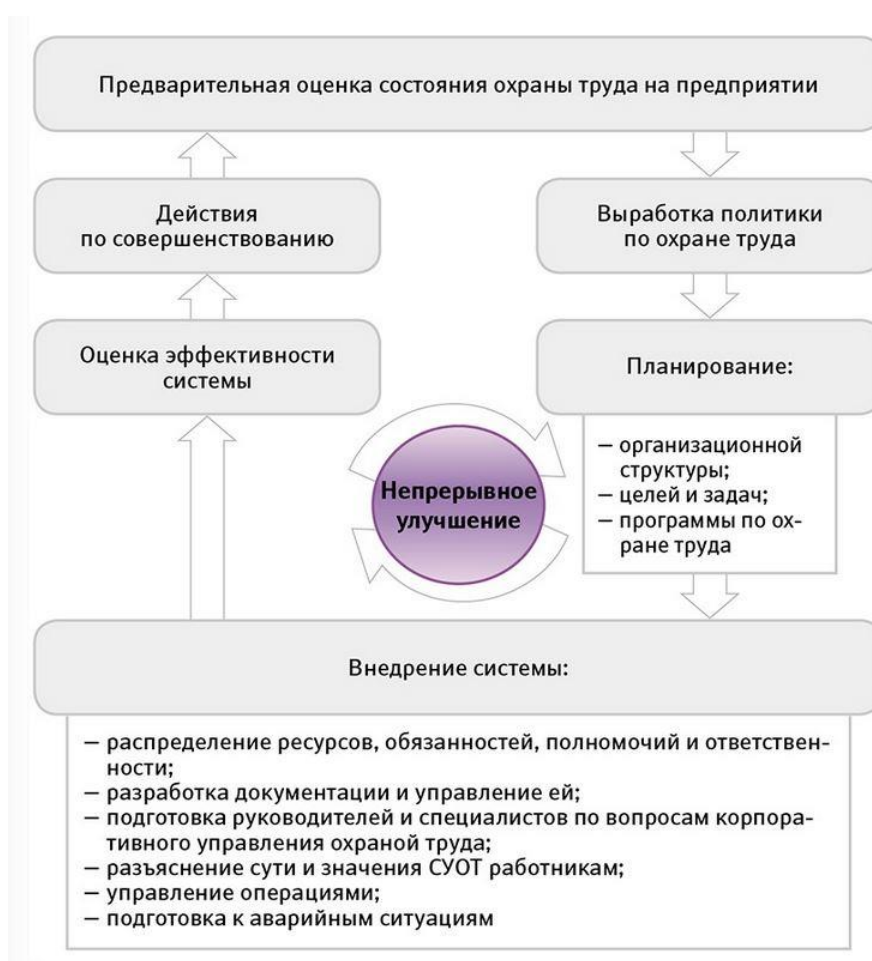 Предварительная оценка состояния охраны труда на предприятии
Действия
по совершенствованию
Выработка политики
по охране труда
Оценка эффективности
системы
Планирование:
— организационной
структуры;
— целей и задач;
— программы по ох-
ране труда
Непрерывное
улучшение
Внедрение системы:
— распределение ресурсов, обязанностей, полномочий и ответствен-
ности;
— разработка документации и управление ей;
— подготовка руководителей и специалистов по вопросам корпора-
тивного управления охраной труда;
— разъяснение сути и значения СУОТ работникам;
— управление операциями;
— подготовка к аварийным ситуациям